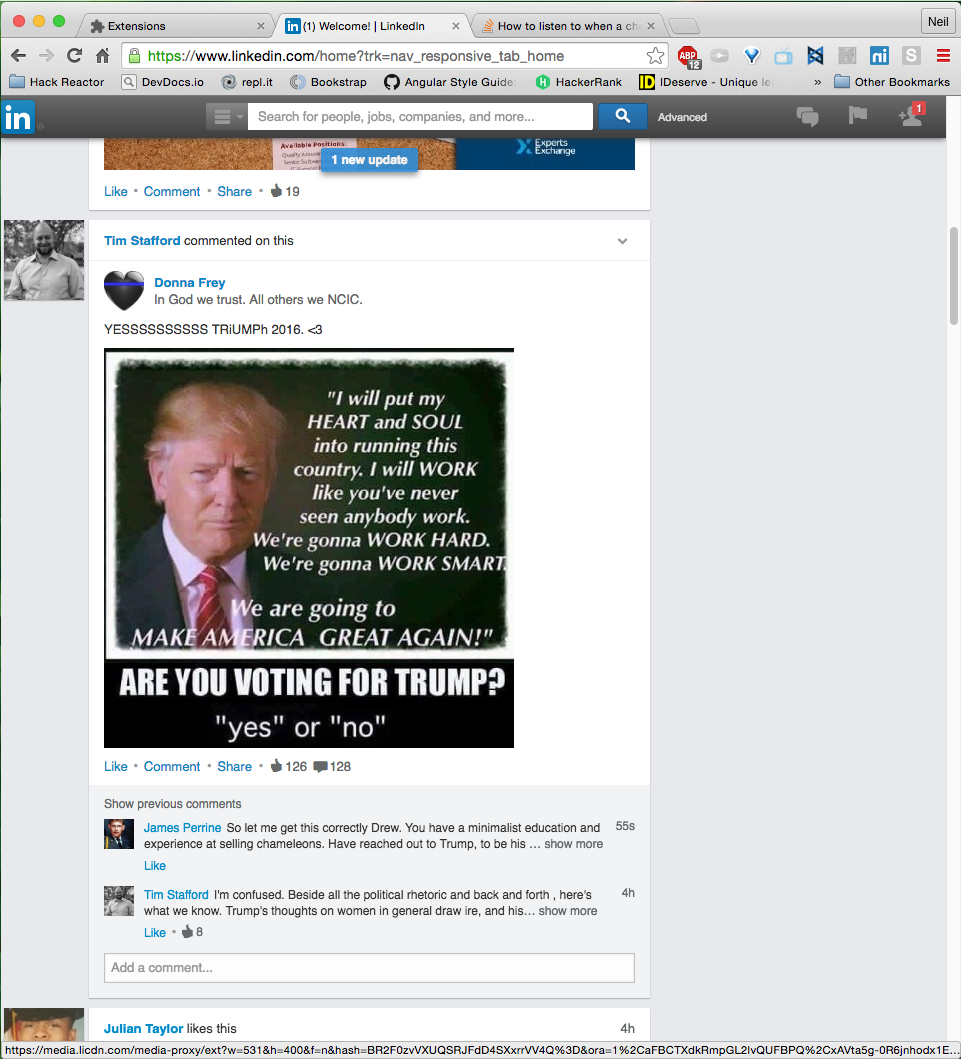 Extensions
(1) Welcome! | LinkedIn
How to listen to when a ch
Neil
https://www.linkedin.com/home?trk=nav_responsive_tab_home
ABP
12
ni
S
Hack Reactor
DevDocs.io
repl.it
Bookstrap
Angular Style Guide:
HackerRank
IDeserve - Unique le
»
Other Bookmarks
in
Search for people, jobs, companies, and more...
Advanced
1
Available Positions:
Experts
Exchange
1 new update
Like • Comment • Share • 19
Tim Stafford commented on this
Donna Frey
In God we trust. All others we NCIC.
YESSSSSSSSSS TRiUMPh 2016. <3
"I will put my
HEART and SOUL
into running this
country. I will WORK
like you've never
seen anybody work.
We're gonna WORK HARD.
We're gonna WORK SMART.
We are going to
MAKE AMERICA GREAT AGAIN!"
ARE YOU VOTING FOR TRUMP?
"yes" or "no"
Like • Comment • Share • 126 128
Show previous comments
James Perrine So let me get this correctly Drew. You have a minimalist education and
55s
experience at selling chameleons. Have reached out to Trump, to be his … show more
Like
Tim Stafford I'm confused. Beside all the political rhetoric and back and forth , here's
4h
what we know. Trump's thoughts on women in general draw ire, and his… show more
Like • 8
Add a comment...
Julian Taylor likes this
4h
https://media.licdn.com/media-proxy/ext?w=531&h=400&f=n&hash=BR2F0zvVXUQSRJFdD4SXxrrVV4Q%3D&ora=1%2CaFBCTXdkRmpGL2lvQUFBPQ%2CxAVta5g-0R6jnhodx1E...